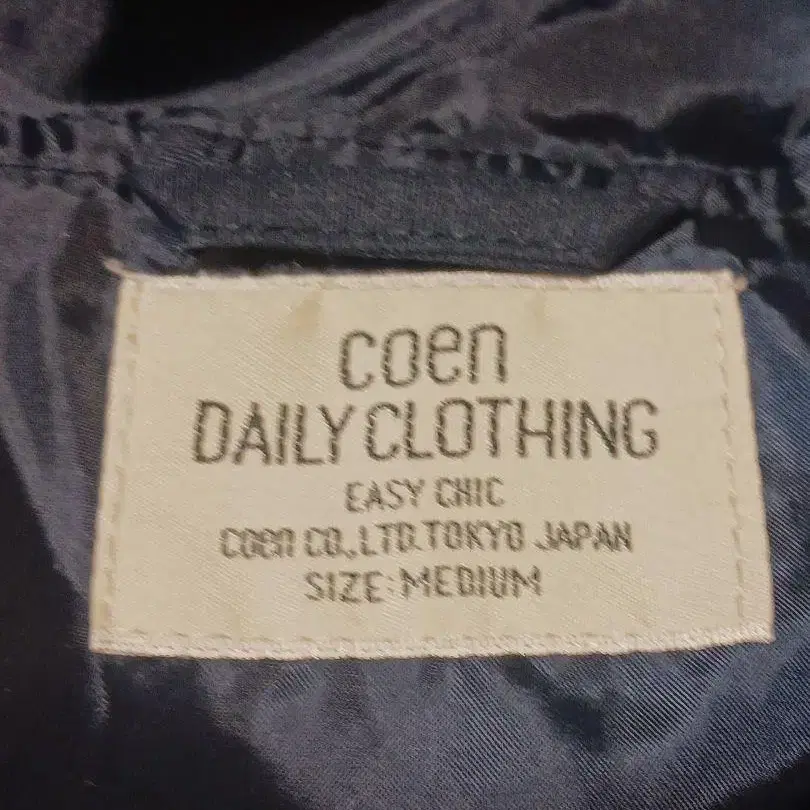 coen
DAILY CLOTHING
EASY CHIC
COEN CO.,LTD.TOKYO JAPAN
SIZE:MEDIUM